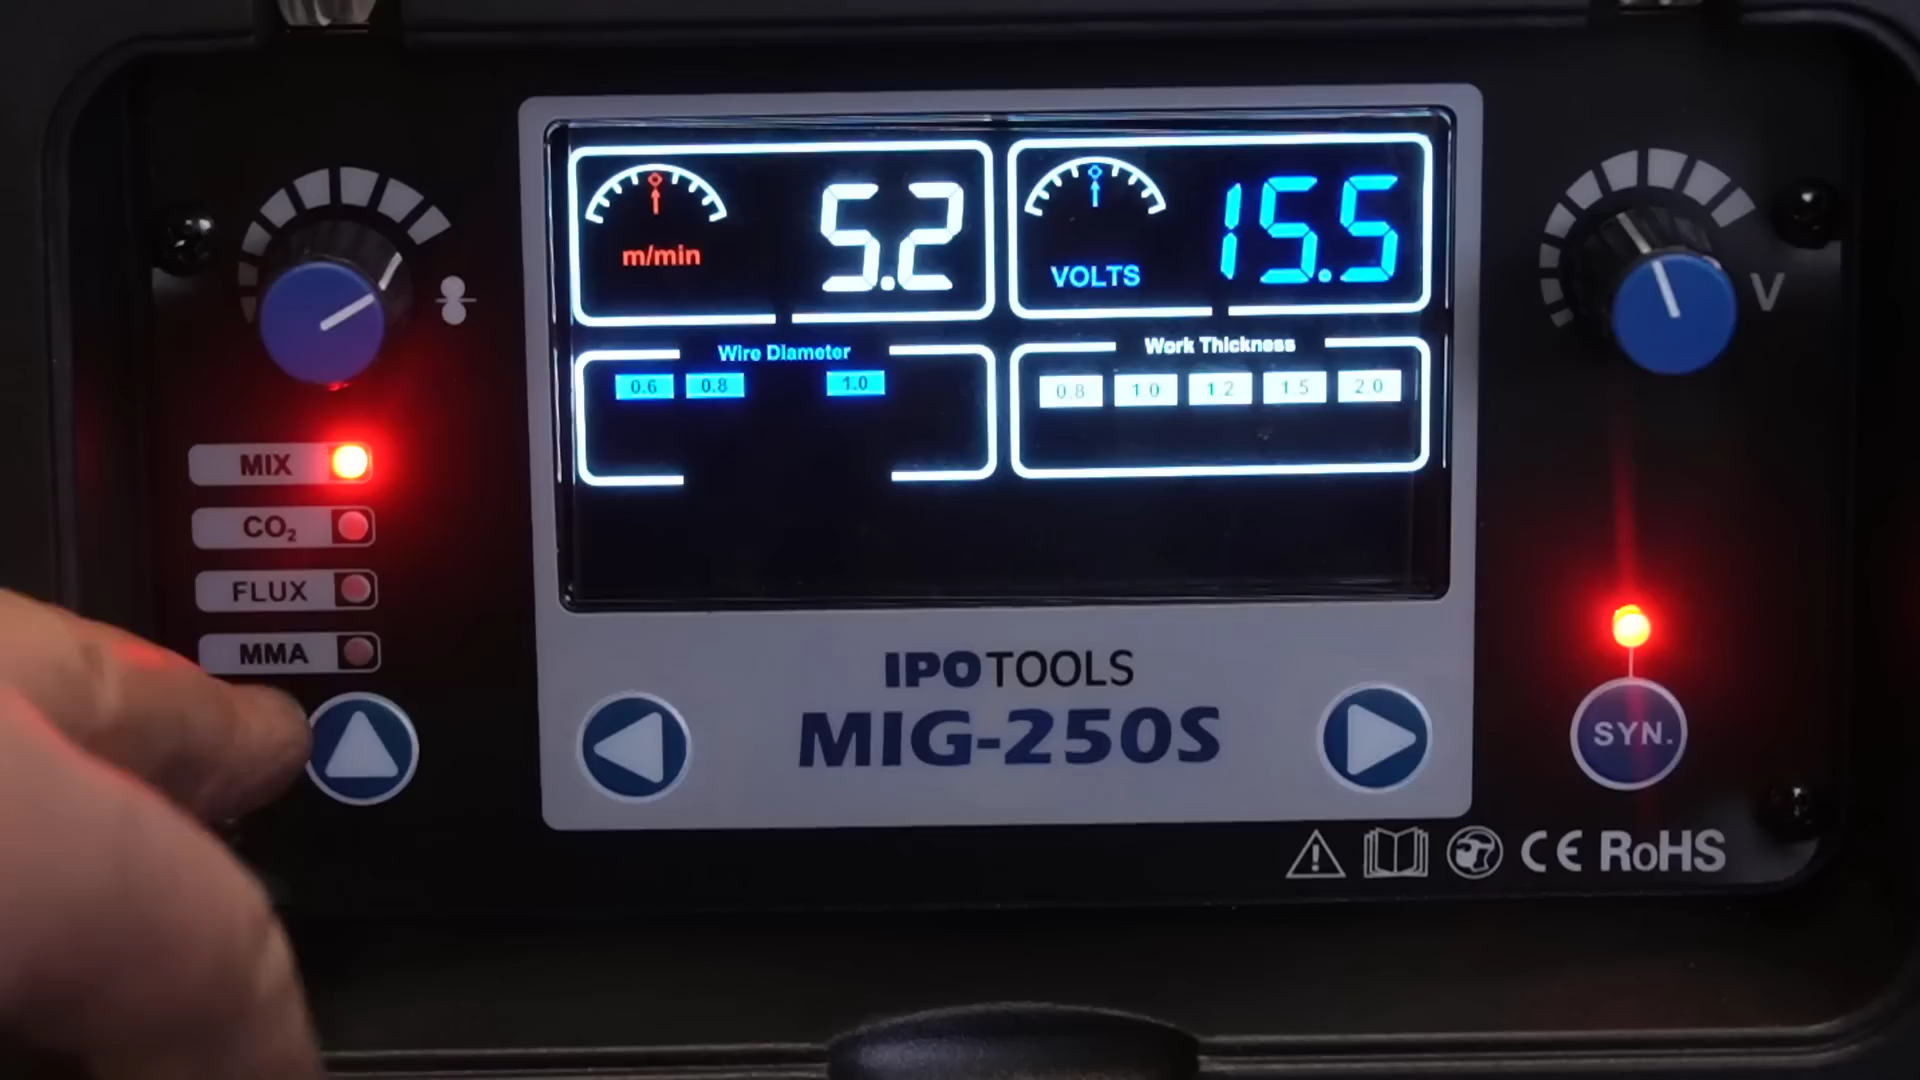 5.2
m/min
15.5
VOLTS
V
Wire Diameter
0.6 0.8 1.0
Work Thickness
0.8 1.0 1.2 1.5 2.0
MIX
CO₂
FLUX
MMA
IPOTOOLS
MIG-250S
SYN.
CE RoHS